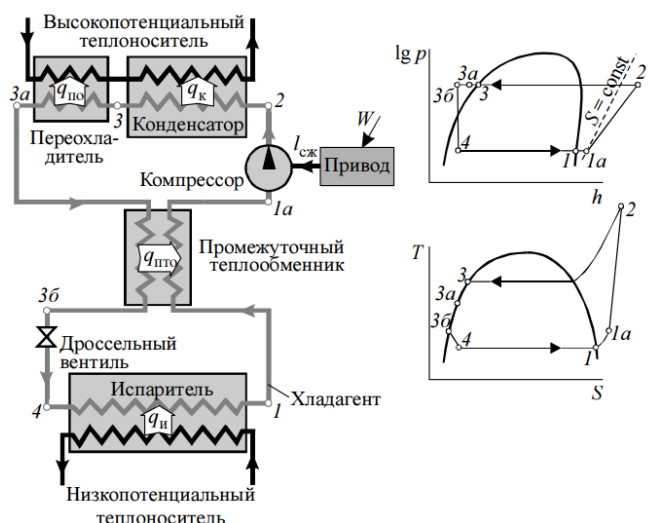 Высокопотенциальный
теплоноситель
qпо
qк
3а
3
2
Переохла-
дитель
Конденсатор
W
lсж
Привод
Компрессор
1а
Промежуточный
теплообменник
qпто
3б
Дроссельный
вентиль
4
Испаритель
qи
1
Хладагент
Низкопотенциальный
теплоноситель
lg p
3б
3а
3
2
S = const
4
1
1а
h
T
2
3
3а
3б
4
1а
1
S